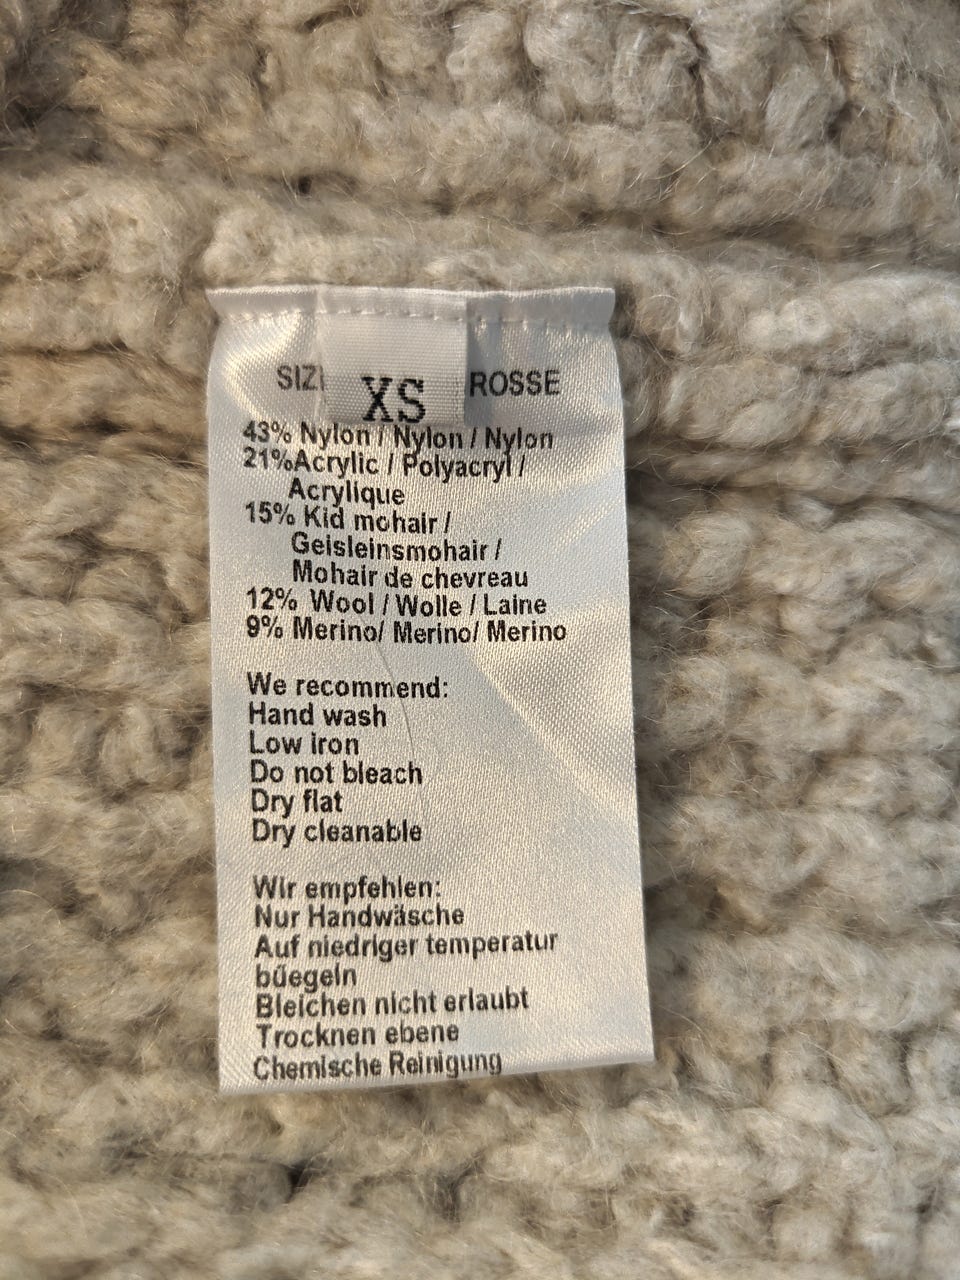 SIZ ROSSE
XS
43% Nylon / Nylon / Nylon
21%Acrylic / Polyacryl /
Acrylique
15% Kid mohair /
Geisleinsmohair /
Mohair de chevreau
12% Wool / Wolle / Laine
9% Merino/ Merino/ Merino
We recommend:
Hand wash
Low iron
Do not bleach
Dry flat
Dry cleanable
Wir empfehlen:
Nur Handwäsche
Auf niedriger temperatur
büegeln
Bleichen nicht erlaubt
Trocknen ebene
Chemische Reinigung